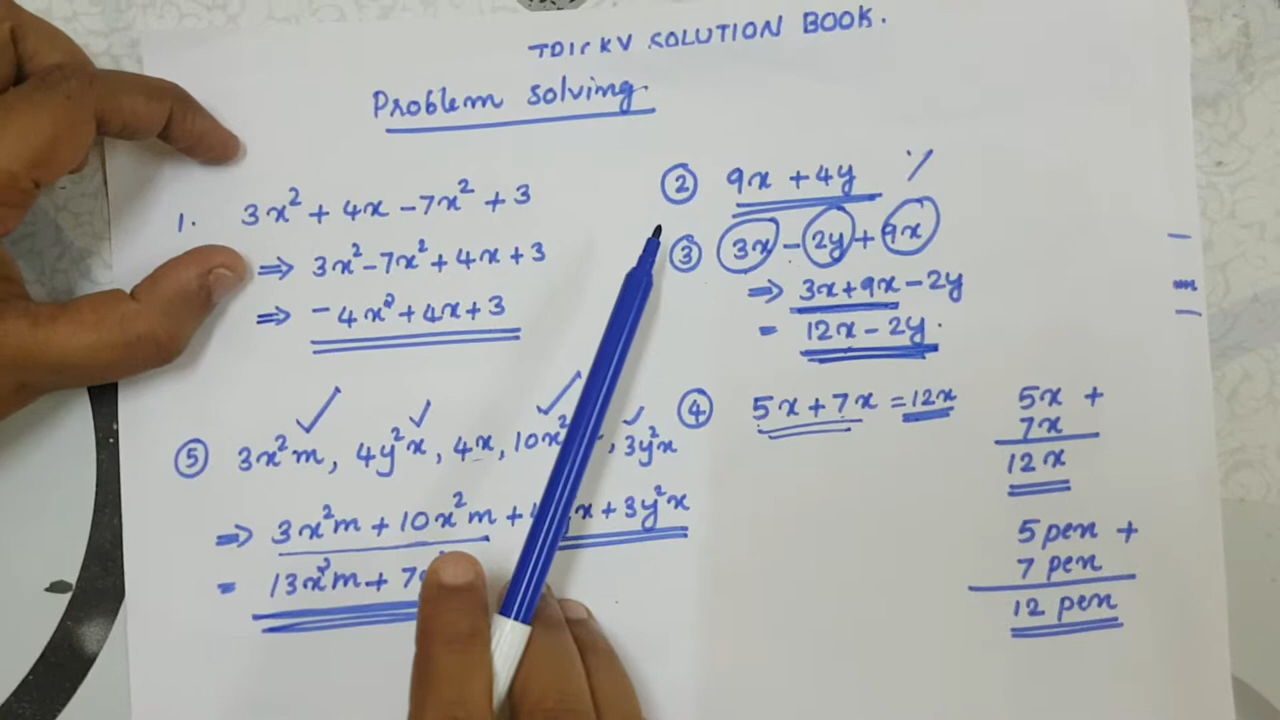 TDICKY SOLUTION BOOK.
Problem solving
1. 3x² + 4x - 7x² + 3
⇒ 3x² - 7x² + 4x + 3
⇒ -4x² + 4x + 3
② 9x + 4y
③ 3x - 2y + 9x
⇒ 3x + 9x - 2y
= 12x - 2y.
④ 5x + 7x = 12x
5x +
7x
12x
5 pen +
7 pen
12 pen
⑤ 3x²m, 4y²x, 4x, 10x² , 3y²x
⇒ 3x²m + 10x²m + x + 3y²x
= 13x²m + 7